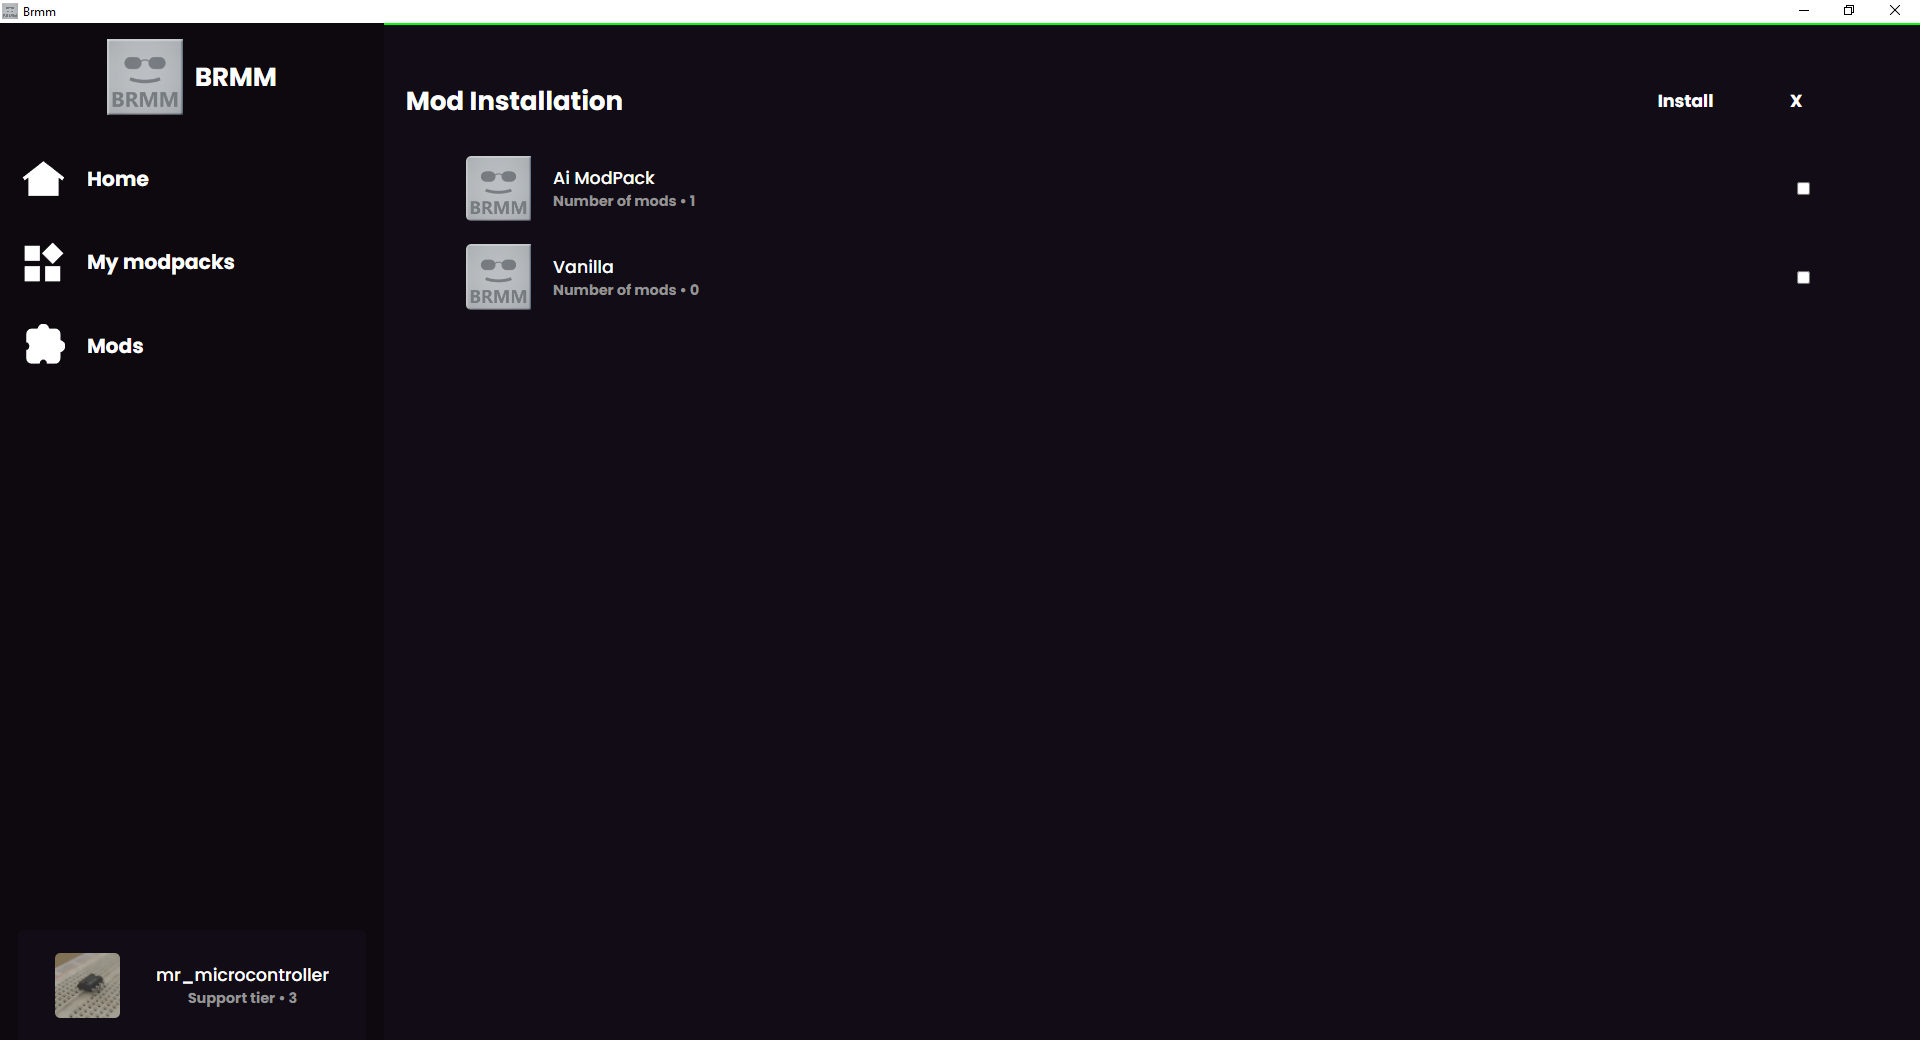 Brmm
BRMM
BRMM
Home
My modpacks
Mods
mr_microcontroller
Support tier • 3
Mod Installation
Install
X
BRMM
Ai ModPack
Number of mods • 1
BRMM
Vanilla
Number of mods • 0